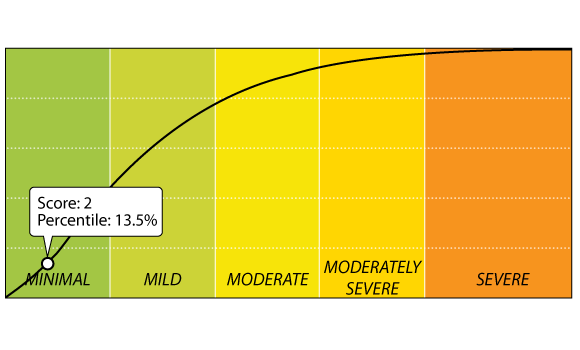 Score: 2
Percentile: 13.5%
MINIMAL
MILD
MODERATE
MODERATELY
SEVERE
SEVERE